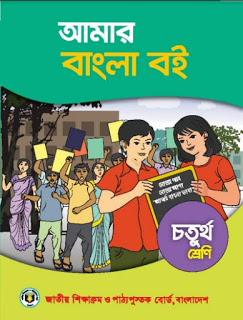 আমার
বাংলা বই
চতুর্থ
শ্রেণি
জাতীয় শিক্ষাক্রম ও পাঠ্যপুস্তক বোর্ড, বাংলাদেশ